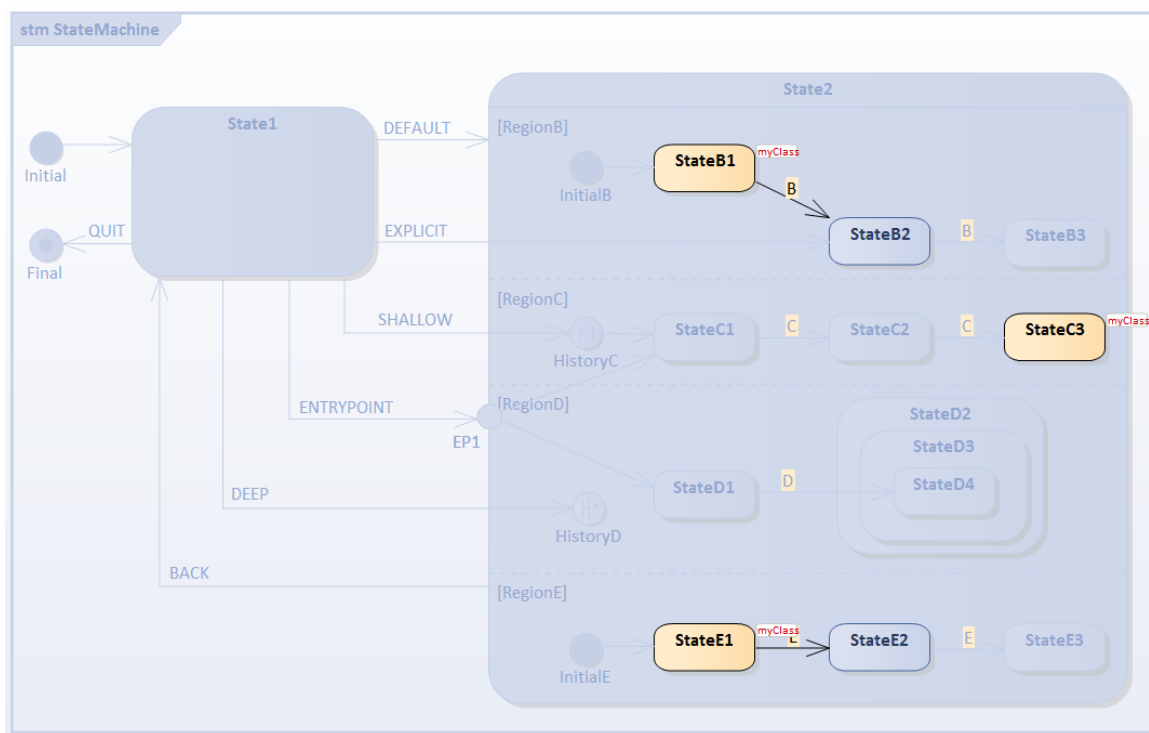 stm StateMachine
State2
State1
DEFAULT
[RegionB]
StateB1
myClass
Initial
InitialB
B
QUIT
EXPLICIT
StateB2
B
StateB3
Final
[RegionC]
SHALLOW
StateC1
C
StateC2
C
StateC3
myClass
H
HistoryC
ENTRYPOINT
[RegionD]
StateD2
EP1
StateD3
StateD1
D
StateD4
DEEP
H*
HistoryD
BACK
[RegionE]
StateE1
myClass
E
StateE2
E
StateE3
InitialE